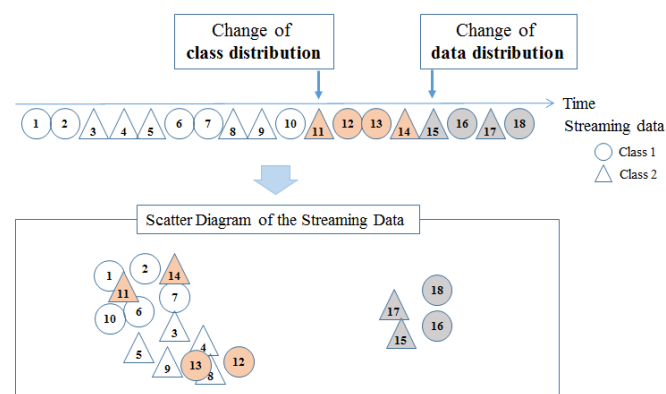 Change of
class distribution
Change of
data distribution
Time
1 2 3 4 5 6 7 8 9 10 11 12 13 14 15 16 17 18
Streaming data
Class 1
Class 2
Scatter Diagram of the Streaming Data
1
2
14
11
7
10
6
3
5
4
9
13
8
12
18
17
16
15